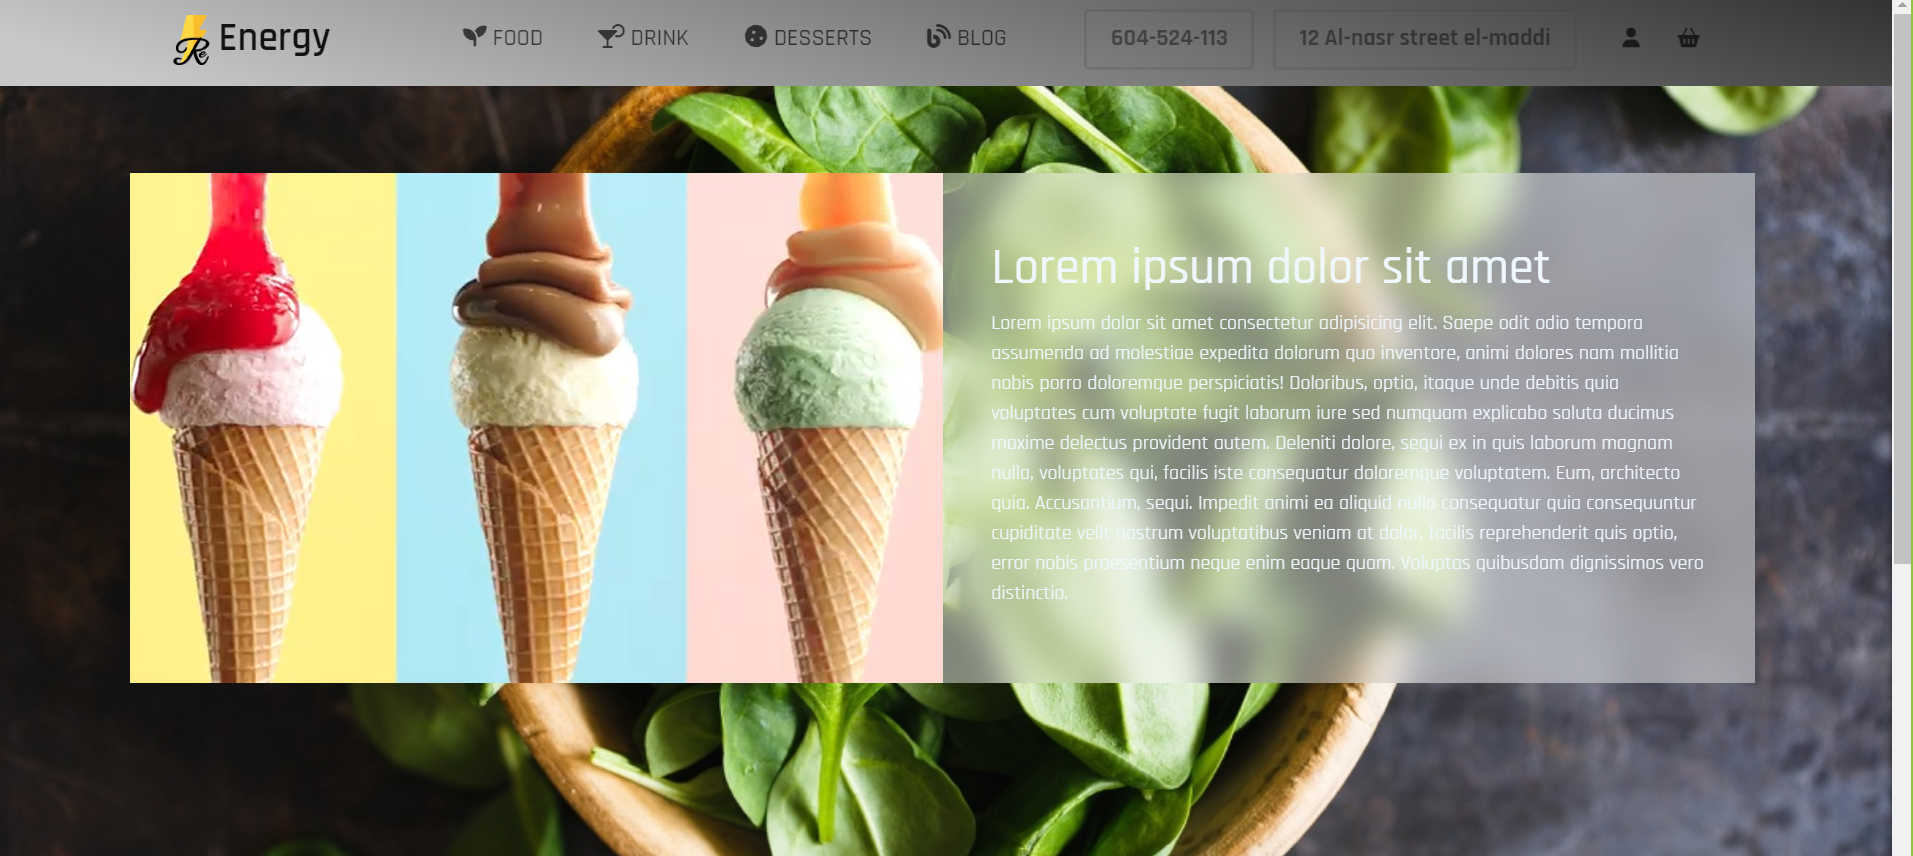 Re Energy
FOOD
DRINK
DESSERTS
BLOG
604-524-113
12 Al-nasr street el-maddi
Lorem ipsum dolor sit amet
Lorem ipsum dolor sit amet consectetur adipisicing elit. Saepe odit odio tempora
assumenda ad molestiae expedita dolorum quo inventore, animi dolores nam mollitia
nobis porro doloremque perspiciatis! Doloribus, optio, itaque unde debitis quia
voluptates cum voluptate fugit laborum iure sed numquam explicabo soluta ducimus
maxime delectus provident autem. Deleniti dolore, sequi ex in quis laborum magnam
nulla, voluptates qui, facilis iste consequatur doloremque voluptatem. Eum, architecto
quia. Accusantium, sequi. Impedit animi ea aliquid nulla consequatur quia consequuntur
cupiditate velit nostrum voluptatibus veniam at dolor, facilis reprehenderit quis optio,
error nobis praesentium neque enim eaque quam. Voluptas quibusdam dignissimos vero
distinctio.